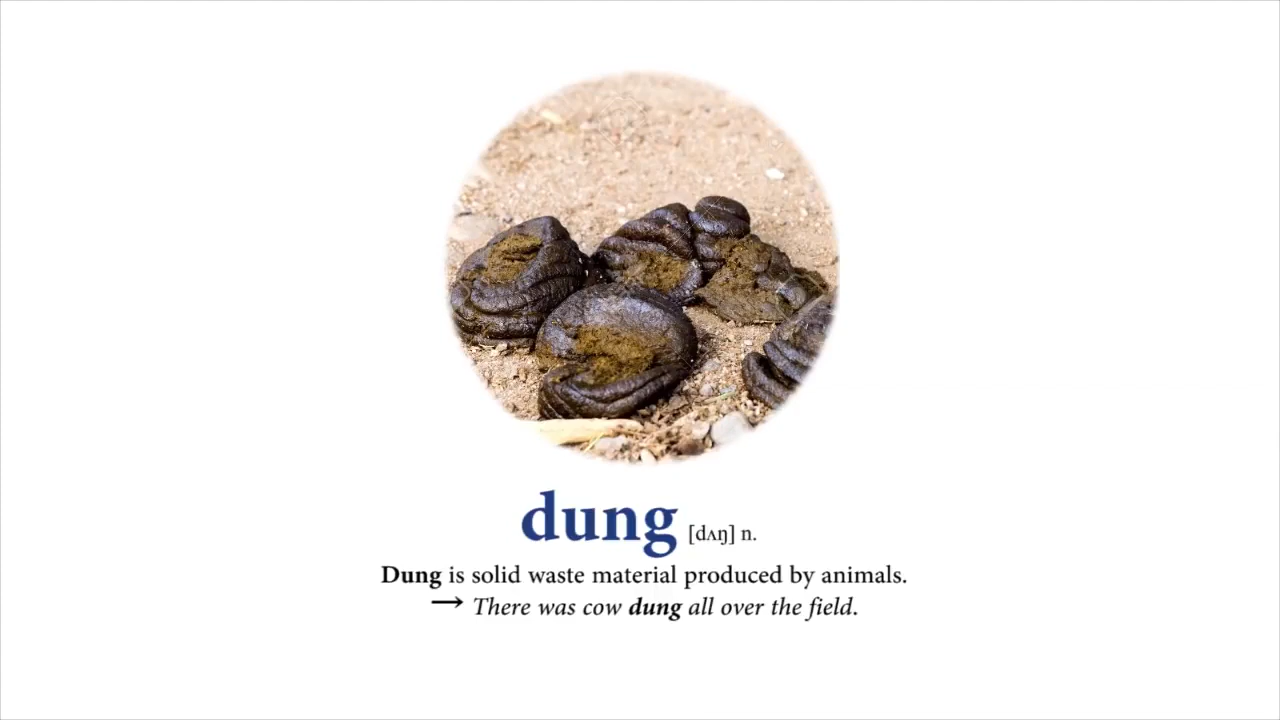 dung [dʌŋ] n.
Dung is solid waste material produced by animals.
→ There was cow dung all over the field.